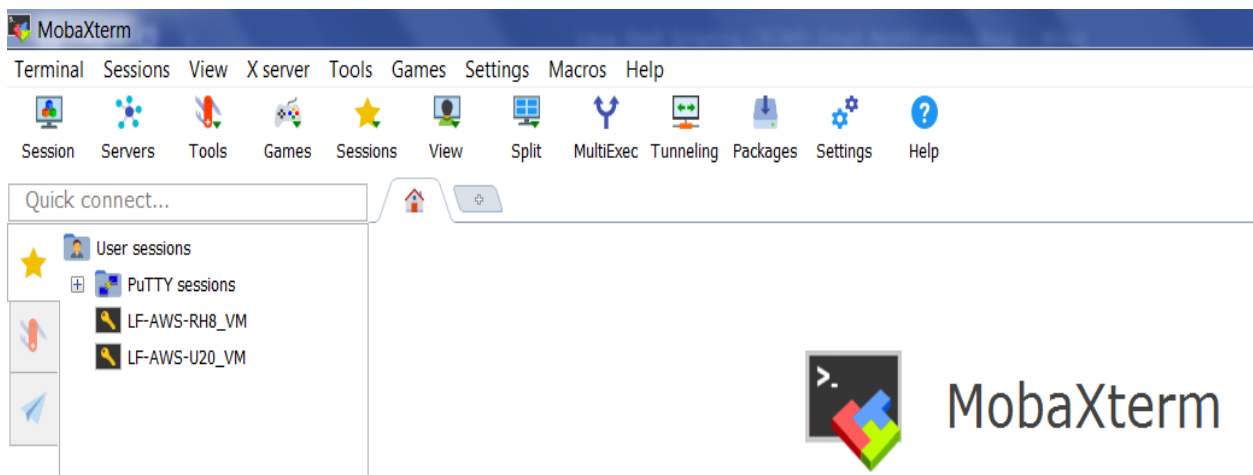 MobaXterm
Terminal Sessions View X server Tools Games Settings Macros Help
Session Servers Tools Games Sessions View Split MultiExec Tunneling Packages Settings Help
Quick connect...
User sessions
PuTTY sessions
LF-AWS-RH8_VM
LF-AWS-U20_VM
>_
MobaXterm